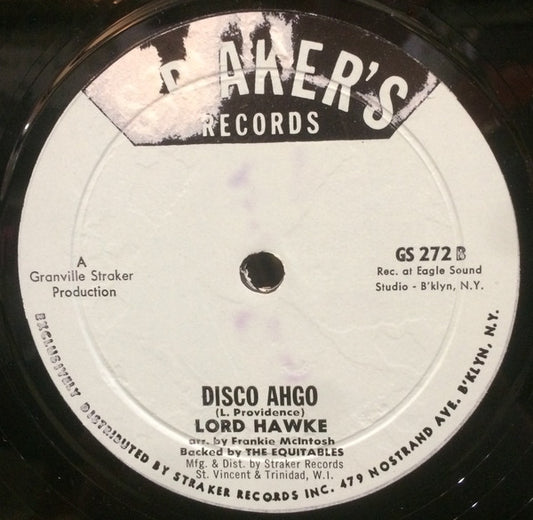 STRAKER'S
RECORDS
A
Granville Straker
Production
GS 272 B
Rec. at Eagle Sound
Studio - B'klyn, N.Y.
DISCO AHGO
(L. Providence)
LORD HAWKE
arr. by Frankie McIntosh
Backed by THE EQUITABLES
Mfg. & Dist. by Straker Records
St. Vincent & Trinidad, W.I.
EXCLUSIVELY DISTRIBUTED BY STRAKER RECORDS INC. 479 NOSTRAND AVE. B'KLYN, N.Y.